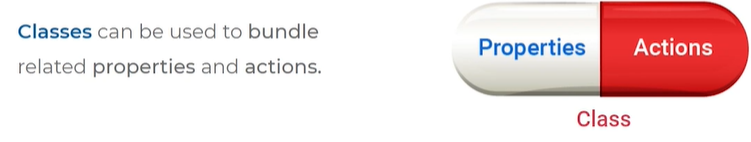 Classes can be used to bundle
related properties and actions.
Properties
Actions
Class